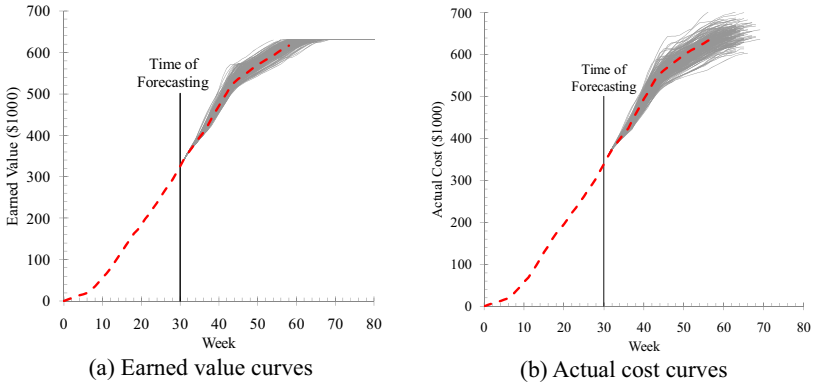 700
600
500
400
300
200
100
0
Earned Value ($1000)
Time of
Forecasting
0 10 20 30 40 50 60 70 80
Week
(a) Earned value curves
700
600
500
400
300
200
100
0
Actual Cost ($1000)
Time of
Forecasting
0 10 20 30 40 50 60 70 80
Week
(b) Actual cost curves